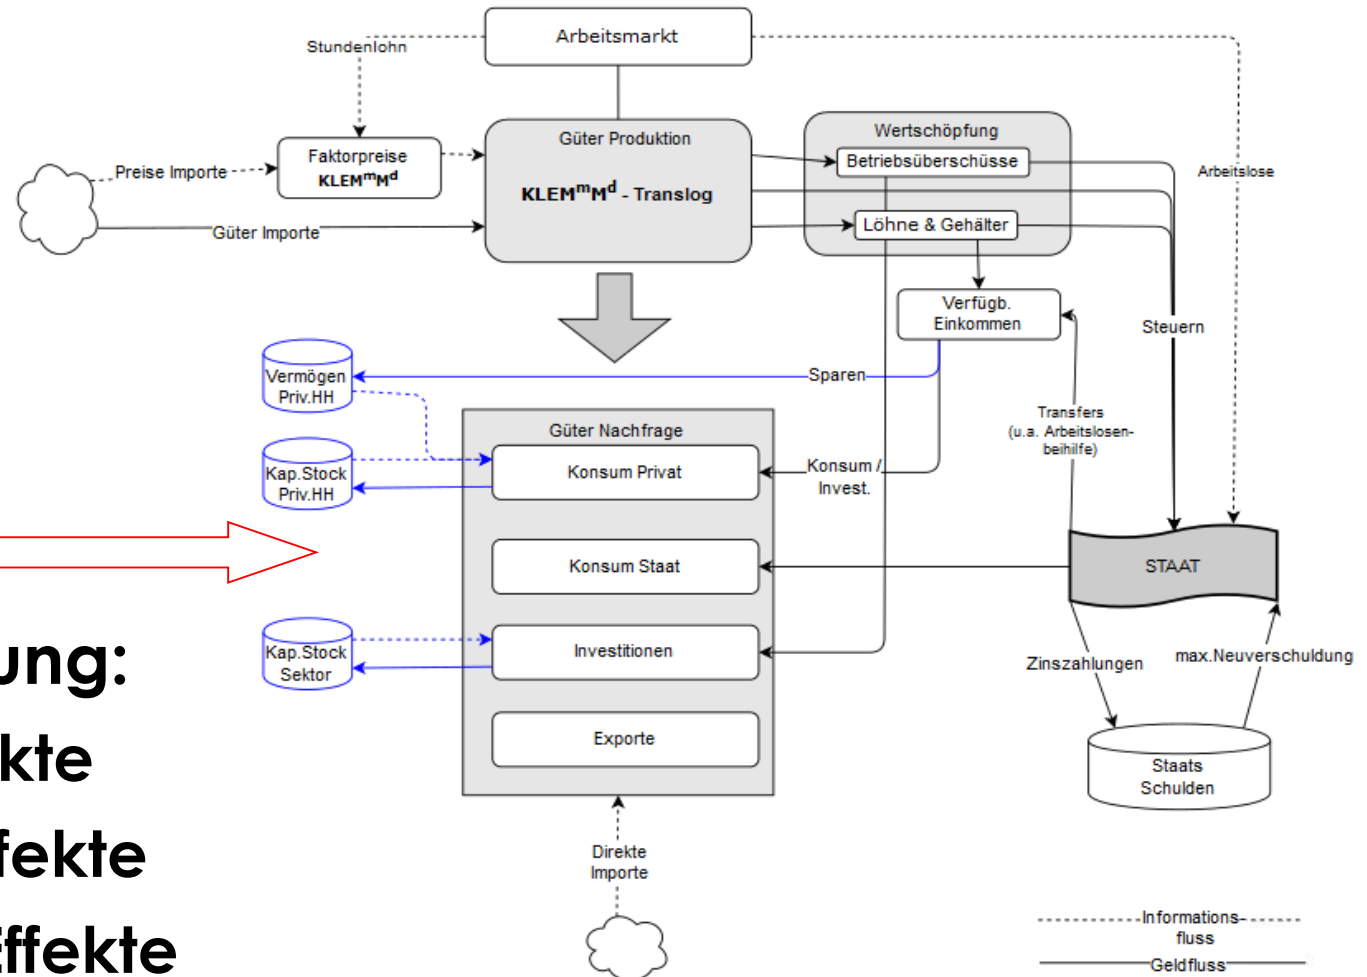 Arbeitsmarkt
Stundenlohn
Güter Produktion
KLEMᵐMᵈ - Translog
Wertschöpfung
Betriebsüberschüsse
Löhne & Gehälter
Faktorpreise
KLEMᵐMᵈ
Preise Importe
Güter Importe
Arbeitslose
Verfügb.
Einkommen
Steuern
Vermögen
Priv.HH
Sparen
Transfers
(u.a. Arbeitslosen-
beihilfe)
Güter Nachfrage
Konsum Privat
Konsum /
Invest.
Kap.Stock
Priv.HH
Konsum Staat
STAAT
ung:
Kap.Stock
Sektor
Investitionen
Zinszahlungen
max.Neuverschuldung
kte
Exporte
Staats
Schulden
fekte
Direkte
Importe
Effekte
Informations-
fluss
Geldfluss